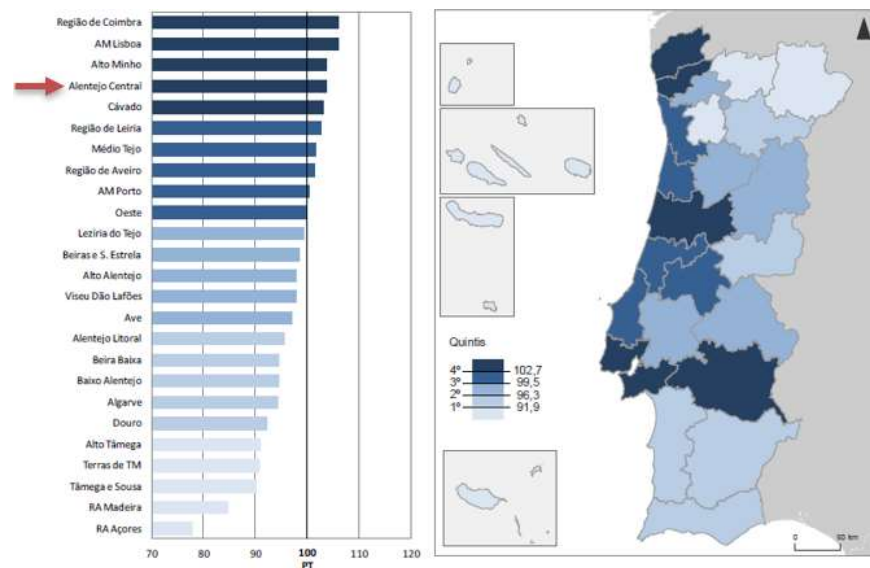 Região de Coimbra
AM Lisboa
Alto Minho
Alentejo Central
Cávado
Região de Leiria
Médio Tejo
Região de Aveiro
AM Porto
Oeste
Lezíria do Tejo
Beiras e S. Estrela
Alto Alentejo
Viseu Dão Lafões
Ave
Alentejo Litoral
Beira Baixa
Baixo Alentejo
Algarve
Douro
Alto Tâmega
Terras de TM
Tâmega e Sousa
RA Madeira
RA Açores
70 80 90 100 110 120
PT
Quintis
4º 102,7
3º 99,5
2º 96,3
1º 91,9
0 50 km